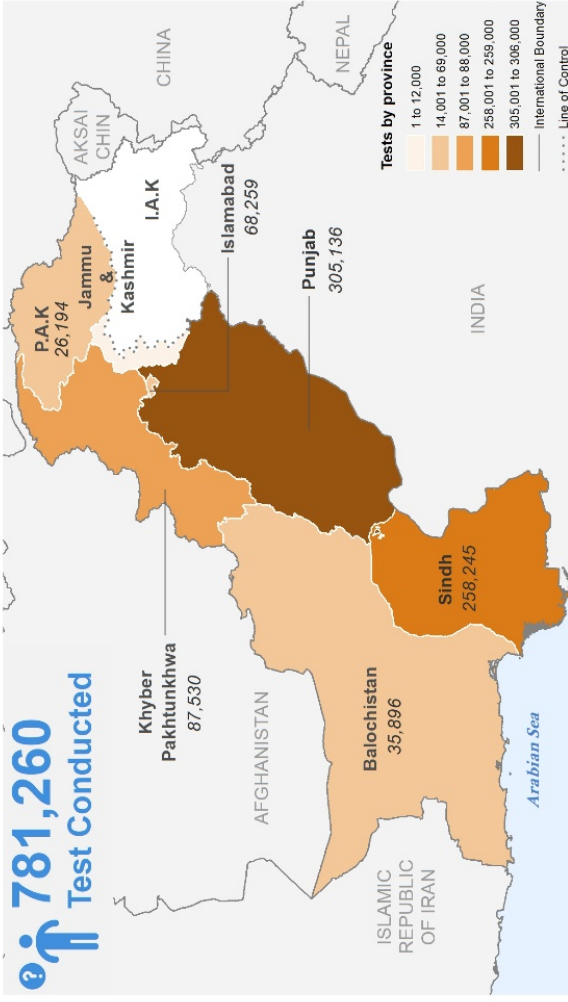 ?
781,260
Test Conducted
CHINA
AKSAI
CHIN
NEPAL
P.A.K
26,194
Jammu
&
Kashmir
I.A.K
Islamabad
68,259
Punjab
305,136
Khyber
Pakhtunkhwa
87,530
AFGHANISTAN
Balochistan
35,896
Sindh
258,245
INDIA
ISLAMIC
REPUBLIC
OF IRAN
Arabian Sea
Tests by province
1 to 12,000
14,001 to 69,000
87,001 to 88,000
258,001 to 259,000
305,001 to 306,000
International Boundary
Line of Control